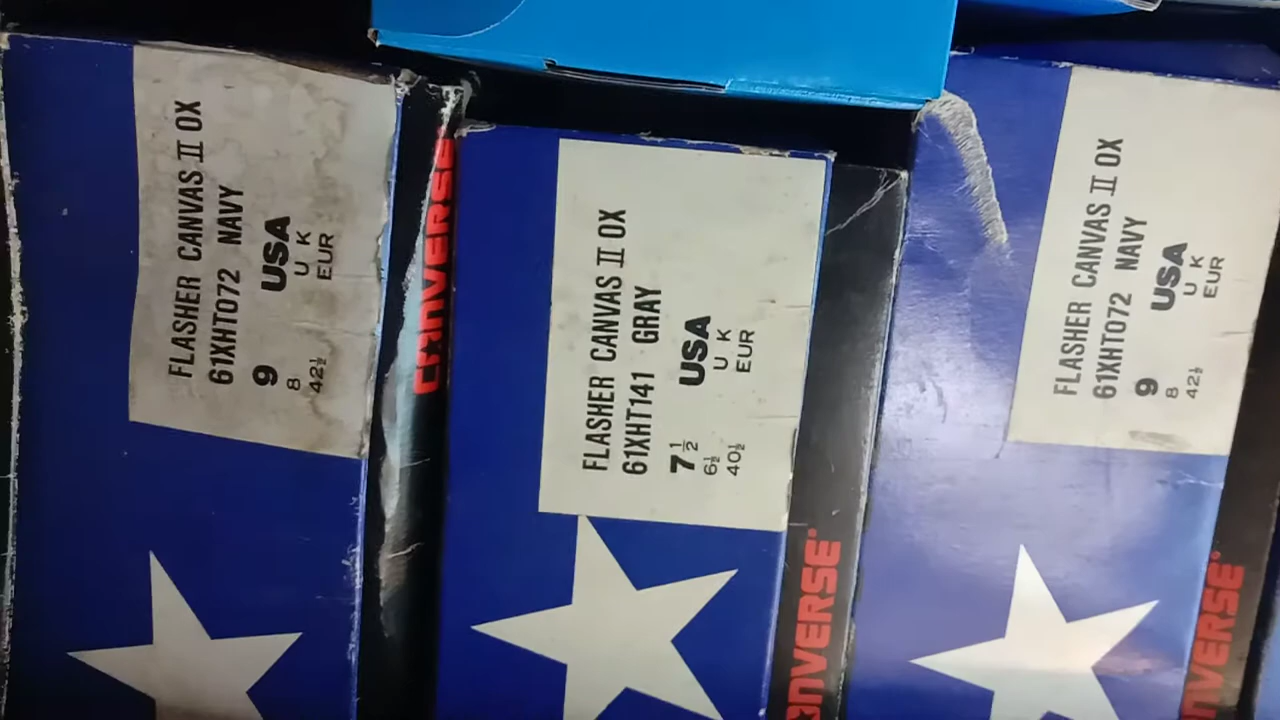 FLASHER CANVAS II OX
61XHT072 NAVY
9 USA
8 U K
42½ EUR
CONVERSE
FLASHER CANVAS II OX
61XHT141 GRAY
7½ USA
6½ U K
40½ EUR
CONVERSE®
FLASHER CANVAS II OX
61XHT072 NAVY
9 USA
8 U K
42½ EUR
ONVERSE®